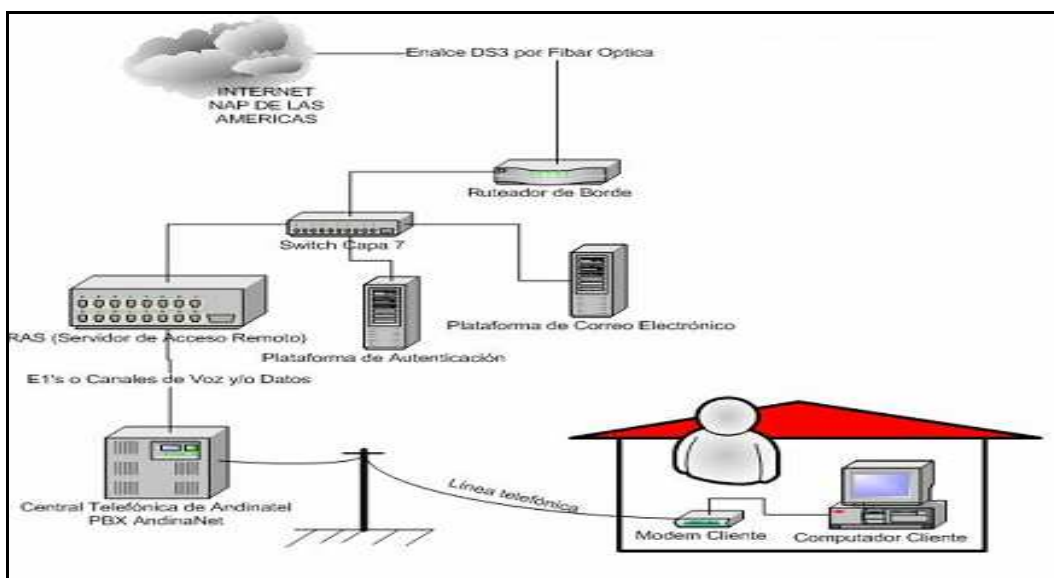 Enalce DS3 por Fibar Optica
INTERNET
NAP DE LAS
AMERICAS
Ruteador de Borde
Switch Capa 7
Plataforma de Correo Electrónico
RAS (Servidor de Acceso Remoto)
Plataforma de Autenticación
E1's o Canales de Voz y/o Datos
Línea telefónica
Central Telefónica de Andinatel
PBX AndinaNet
Modem Cliente
Computador Cliente